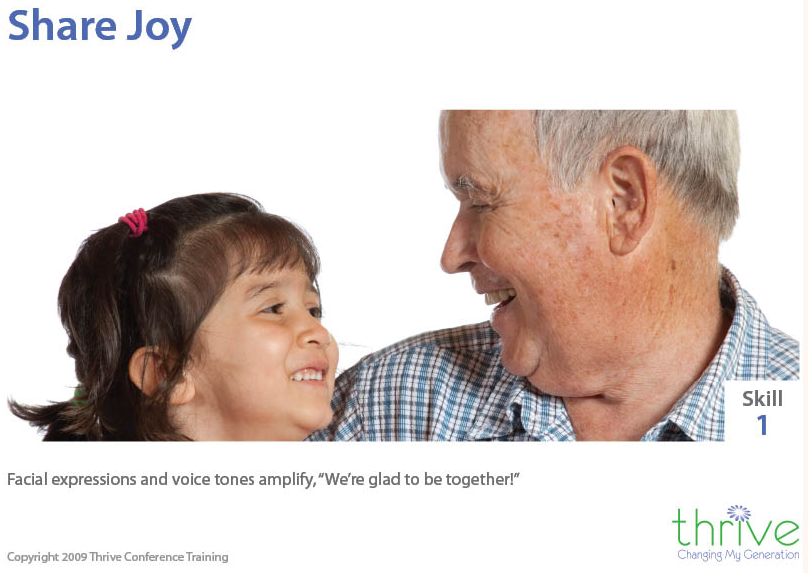 Share Joy
Skill
1
Facial expressions and voice tones amplify, “We’re glad to be together!”
thrive
Changing My Generation
Copyright 2009 Thrive Conference Training